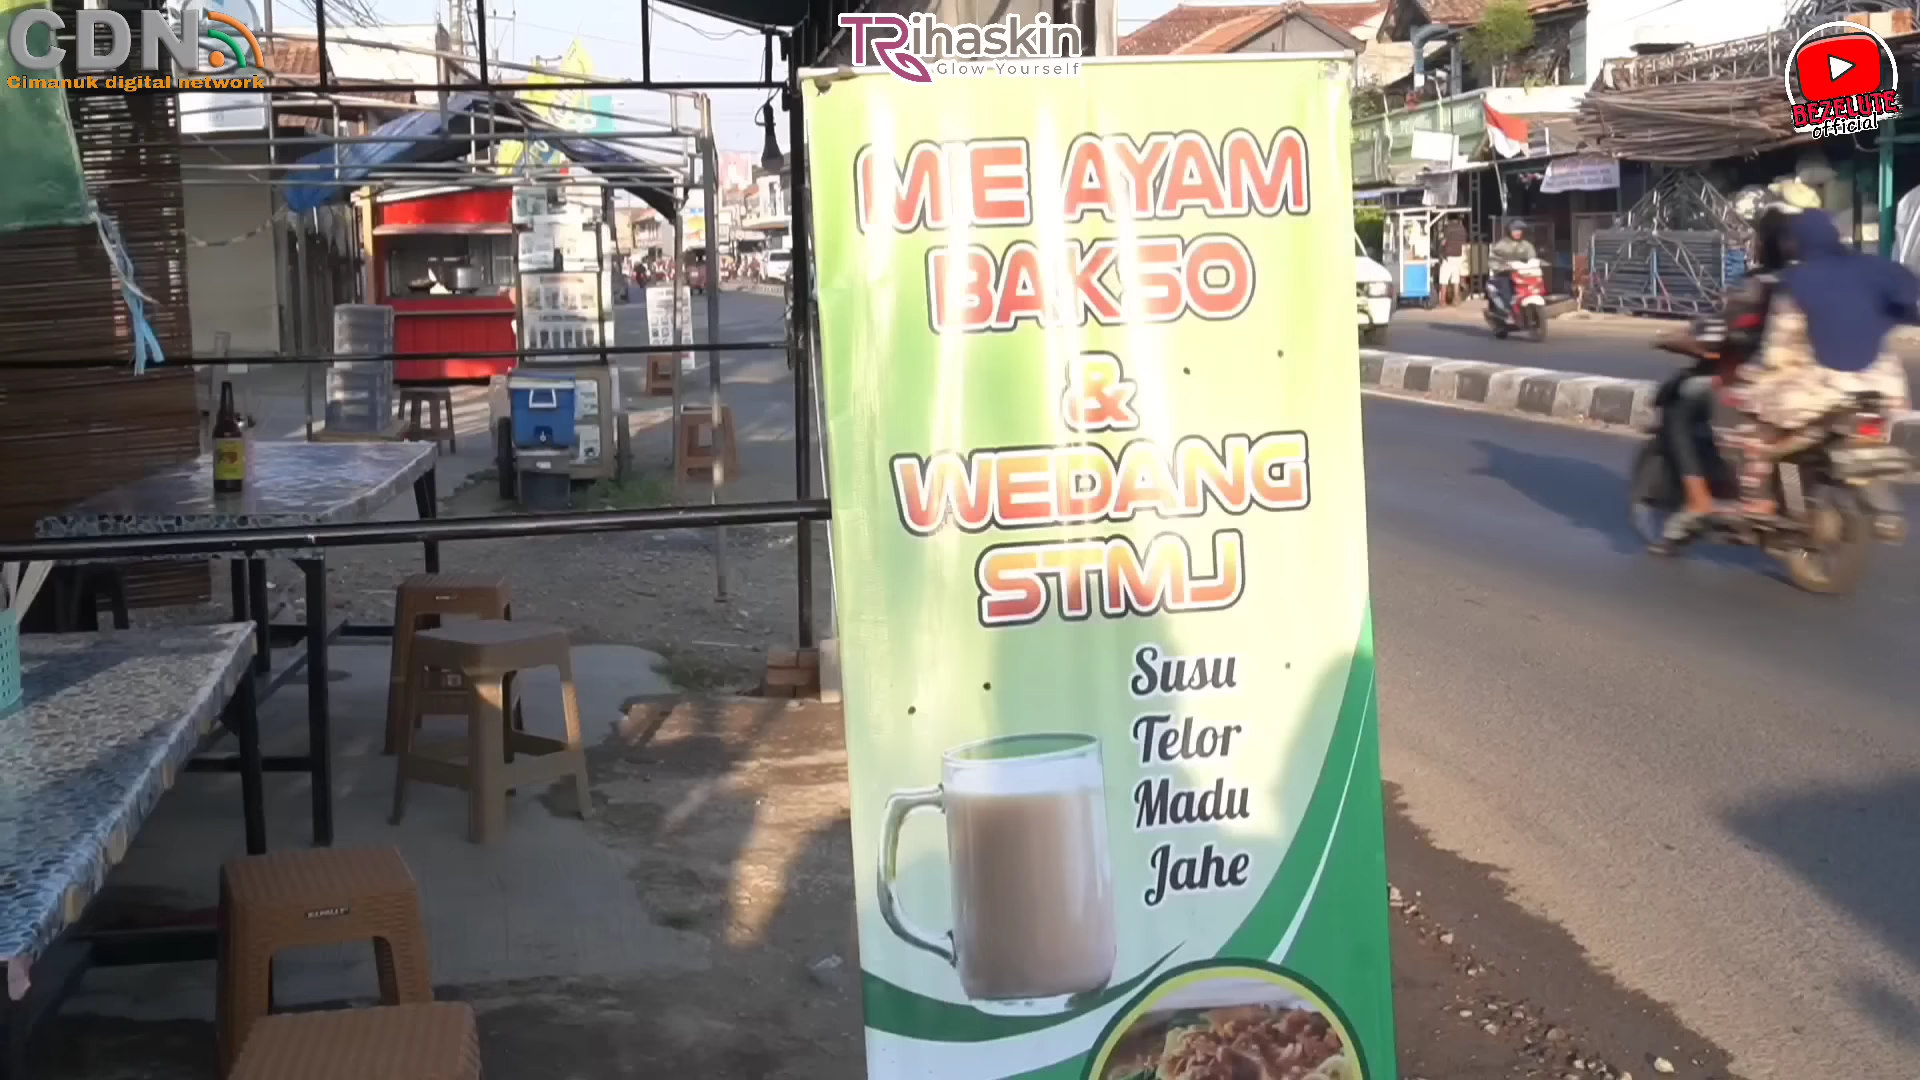 CDN
Cimanuk digital network
TRihaskin
Glow Yourself
BEZELUTE
official
MIE AYAM
BAKSO
&
WEDANG
STMJ
Susu
Telor
Madu
Jahe